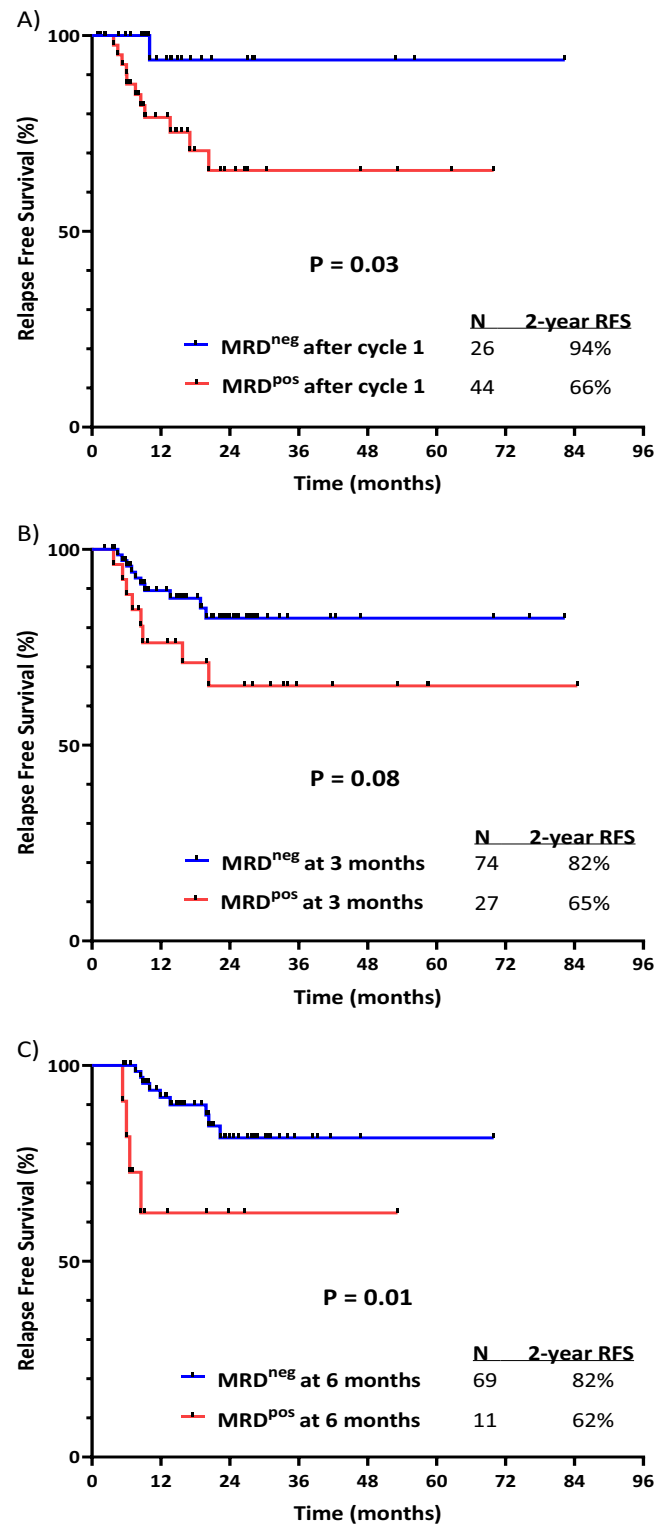 A)
Relapse Free Survival (%)
100
50
0
P = 0.03
N 2-year RFS
MRDneg after cycle 1 26 94%
MRDpos after cycle 1 44 66%
0 12 24 36 48 60 72 84 96
Time (months)
B)
Relapse Free Survival (%)
100
50
0
P = 0.08
N 2-year RFS
MRDneg at 3 months 74 82%
MRDpos at 3 months 27 65%
0 12 24 36 48 60 72 84 96
Time (months)
C)
Relapse Free Survival (%)
100
50
0
P = 0.01
N 2-year RFS
MRDneg at 6 months 69 82%
MRDpos at 6 months 11 62%
0 12 24 36 48 60 72 84 96
Time (months)